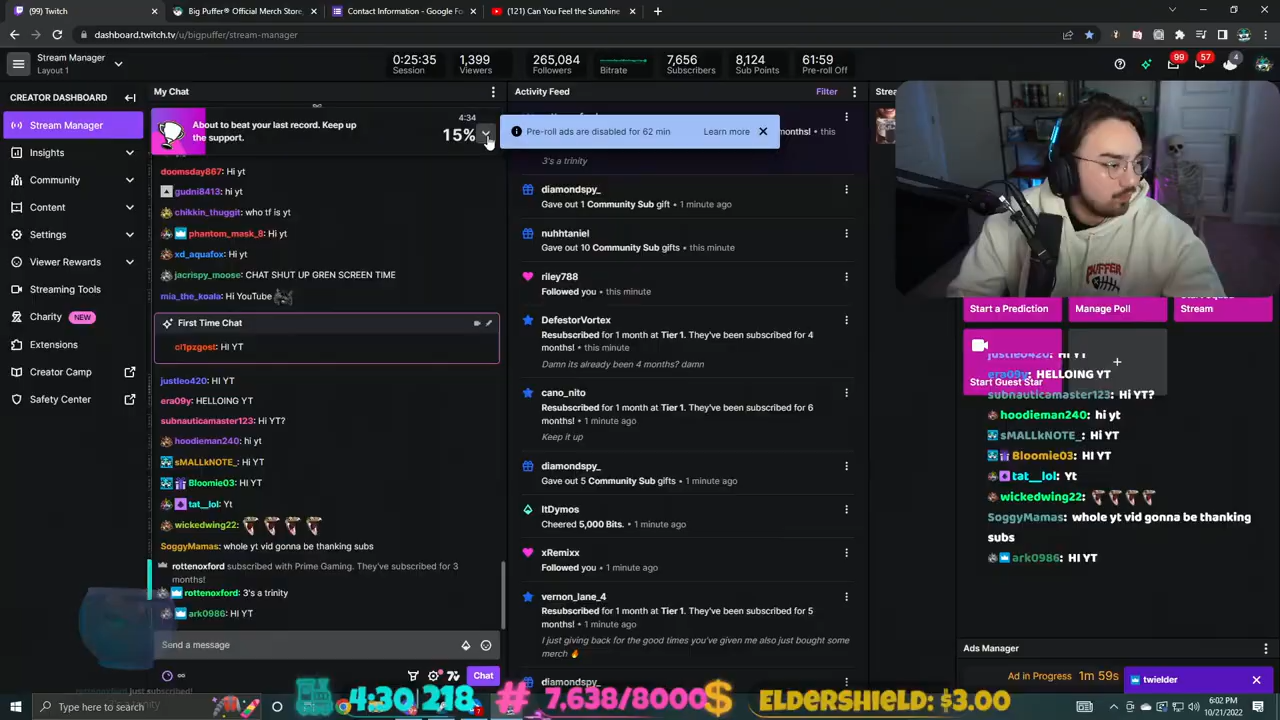 (99) Twitch
Big Puffer® Official Merch Store
Contact Information - Google Fo
(121) Can You Feel the Sunshine
dashboard.twitch.tv/u/bigpuffer/stream-manager
Stream Manager
Layout 1
0:25:35
Session
1,399
Viewers
265,084
Followers
Bitrate
7,656
Subscribers
8,124
Sub Points
61:59
Pre-roll Off
99
57
4
CREATOR DASHBOARD
Stream Manager
Insights
Community
Content
Settings
Viewer Rewards
Streaming Tools
Charity NEW
Extensions
Creator Camp
Safety Center
My Chat
About to beat your last record. Keep up
the support.
4:34
15%
doomsday867: hi yt
gudni8413: hi yt
chikkin_thuggit: who tf is yt
phantom_mask_8: Hi yt
xd_aquafox: Hi yt
jacrispy_moose: CHAT SHUT UP GREN SCREEN TIME
mia_the_koala: Hi YouTube
First Time Chat
cl1pzgost: HI YT
justleo420: HI YT
era09y: HELLOING YT
subnauticamaster123: Hi YT?
hoodieman240: hi yt
sMALLkNOTE_: Hi YT
Bloomie03: HI YT
tat__lol: Yt
wickedwing22:
SoggyMamas: whole yt vid gonna be thanking subs
rottenoxford subscribed with Prime Gaming. They've subscribed for 3
months!
rottenoxford: 3's a trinity
ark0986: HI YT
Send a message
Chat
rottenoxford just subscribed!
Activity Feed
Filter
Pre-roll ads are disabled for 62 min
Learn more
months! • this
3's a trinity
diamondspy_
Gave out 1 Community Sub gift • 1 minute ago
nuhhtaniel
Gave out 10 Community Sub gifts • this minute
riley788
Followed you • this minute
DefestorVortex
Resubscribed for 1 month at Tier 1. They've been subscribed for 4
months! • this minute
Damn its already been 4 months? damn
cano_nito
Resubscribed for 1 month at Tier 1. They've been subscribed for 6
months! • 1 minute ago
Keep it up
diamondspy_
Gave out 5 Community Sub gifts • 1 minute ago
ItDymos
Cheered 5,000 Bits. • 1 minute ago
xRemixx
Followed you • 1 minute ago
vernon_lane_4
Resubscribed for 1 month at Tier 1. They've been subscribed for 5
months! • 1 minute ago
I just giving back for the good times you've given me also just bought some
merch
diamondspy_
PUFFER
Start a Prediction
Manage Poll
Stream
Start Guest Star
justleo420: HI YT
era09y: HELLOING YT
subnauticamaster123: Hi YT?
hoodieman240: hi yt
sMALLkNOTE_: Hi YT
Bloomie03: HI YT
tat__lol: Yt
wickedwing22:
SoggyMamas: whole yt vid gonna be thanking
subs
ark0986: HI YT
Ads Manager
Ad in Progress 1m 59s
twielder
4:30 218
# 7,638/8000
$ ELDERSHIELD: $3.00
Type here to search
6:02 PM
10/21/2022